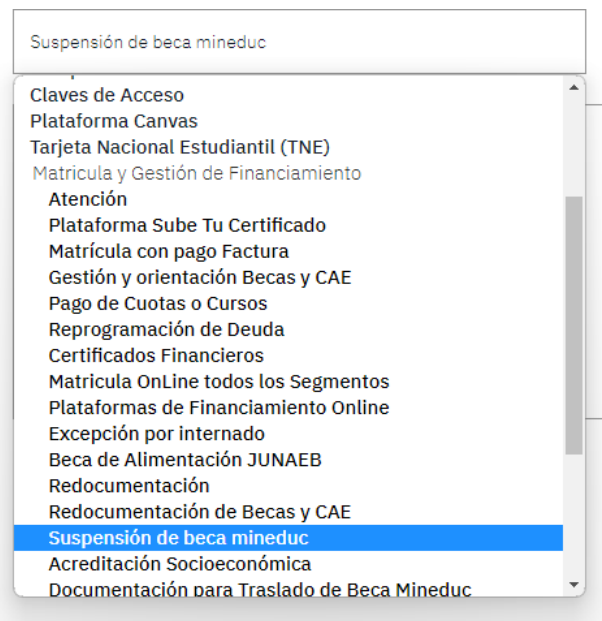 Suspensión de beca mineduc
Claves de Acceso
Plataforma Canvas
Tarjeta Nacional Estudiantil (TNE)
Matricula y Gestión de Financiamiento
Atención
Plataforma Sube Tu Certificado
Matrícula con pago Factura
Gestión y orientación Becas y CAE
Pago de Cuotas o Cursos
Reprogramación de Deuda
Certificados Financieros
Matricula OnLine todos los Segmentos
Plataformas de Financiamiento Online
Excepción por internado
Beca de Alimentación JUNAEB
Redocumentación
Redocumentación de Becas y CAE
Suspensión de beca mineduc
Acreditación Socioeconómica
Documentación para Traslado de Beca Mineduc